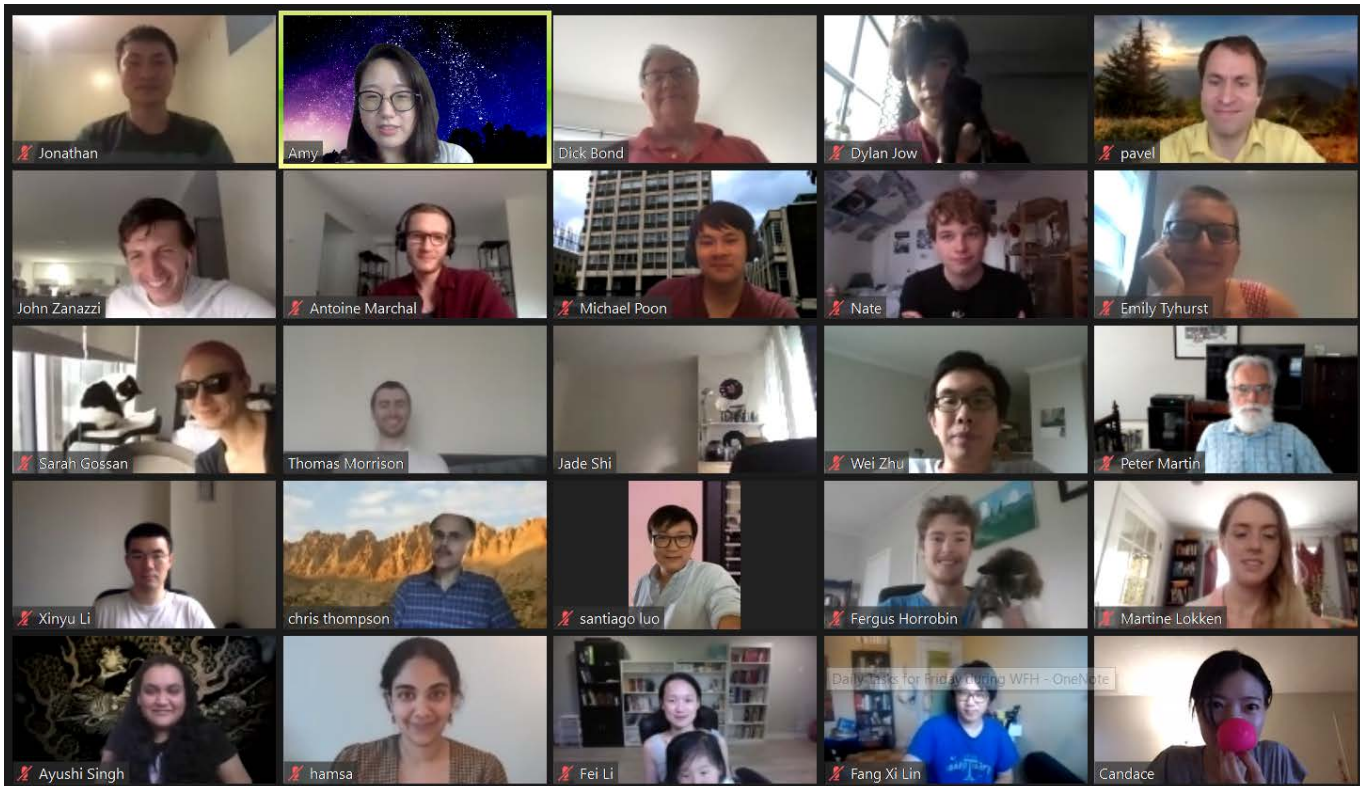 Jonathan
Amy
Dick Bond
Dylan Jow
pavel
John Zanazzi
Antoine Marchal
Michael Poon
Nate
Emily Tyhurst
Sarah Gossan
Thomas Morrison
Jade Shi
Wei Zhu
Peter Martin
Xinyu Li
chris thompson
santiago luo
Fergus Horrobin
Martine Lokken
Daily Tasks for Friday during WFH - OneNote
Ayushi Singh
hamsa
Fei Li
Fang Xi Lin
Candace